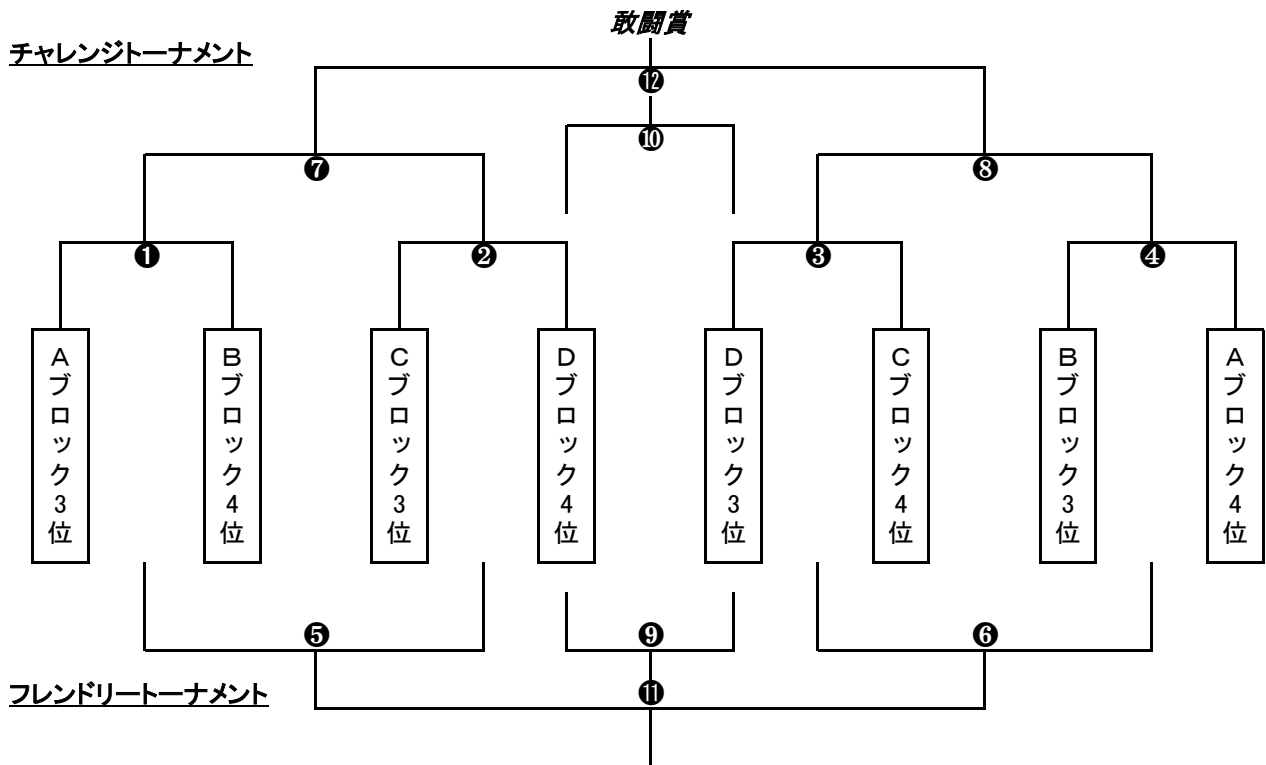 敢闘賞
チャレンジトーナメント
⓬
❿
❼
❽
❶
❷
❸
❹
Aブロック3位
Bブロック4位
Cブロック3位
Dブロック4位
Dブロック3位
Cブロック4位
Bブロック3位
Aブロック4位
❺
❾
❻
フレンドリートーナメント
⓫